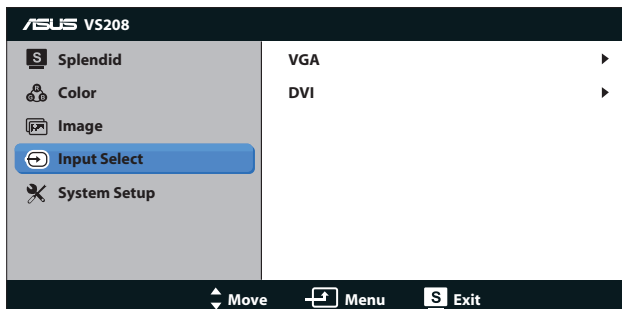 ASUS VS208
S Splendid
Color
Image
Input Select
System Setup
VGA
DVI
Move Menu S Exit